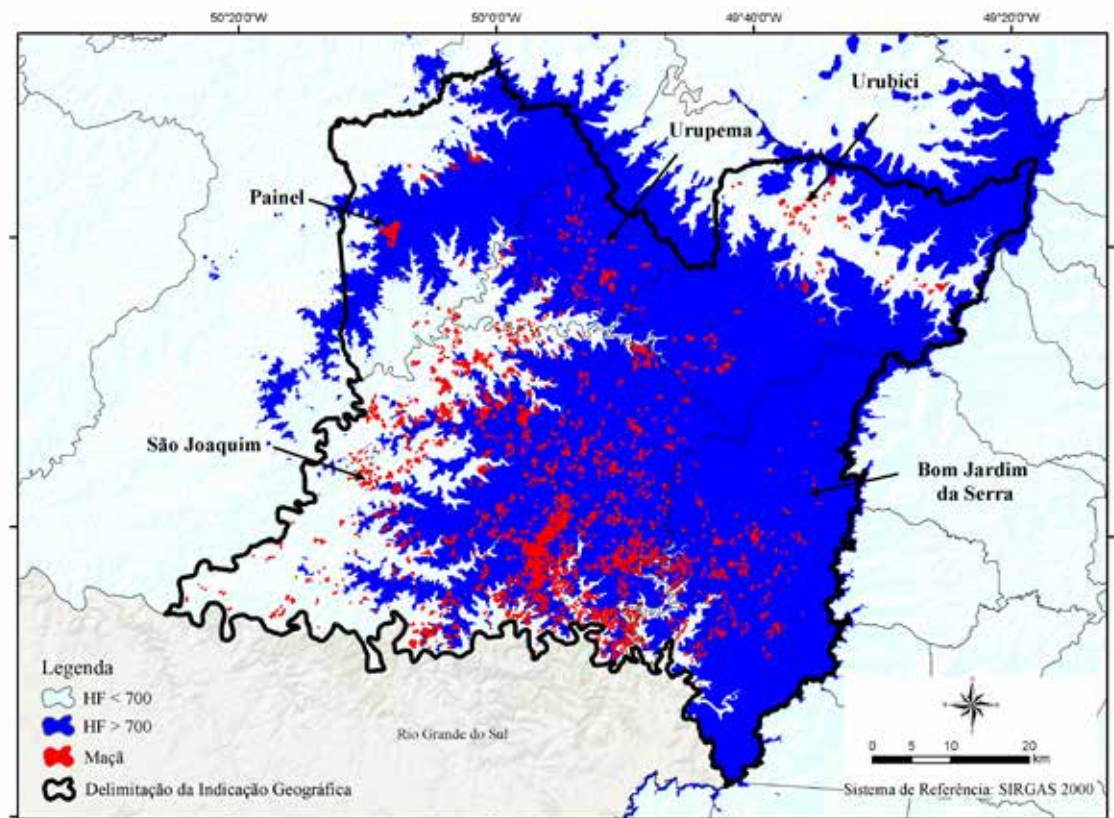 50°20'0"W
50°0'0"W
49°40'0"W
49°20'0"W
Urubici
Urupema
Painel
São Joaquim
Bom Jardim
da Serra
Legenda
HF < 700
HF > 700
Maçã
Delimitação da Indicação Geográfica
Rio Grande do Sul
0 5 10 20
km
Sistema de Referência: SIRGAS 2000